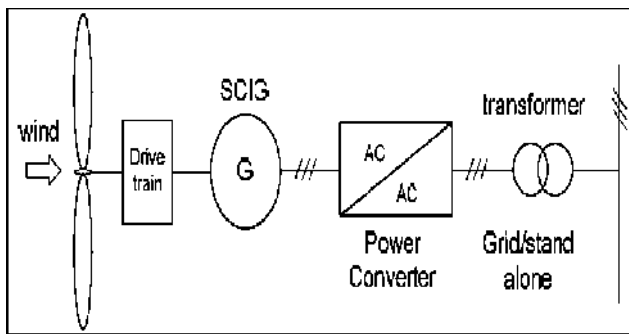 wind
Drive
train
SCIG
G
AC
AC
Power
Converter
transformer
Grid/stand
alone